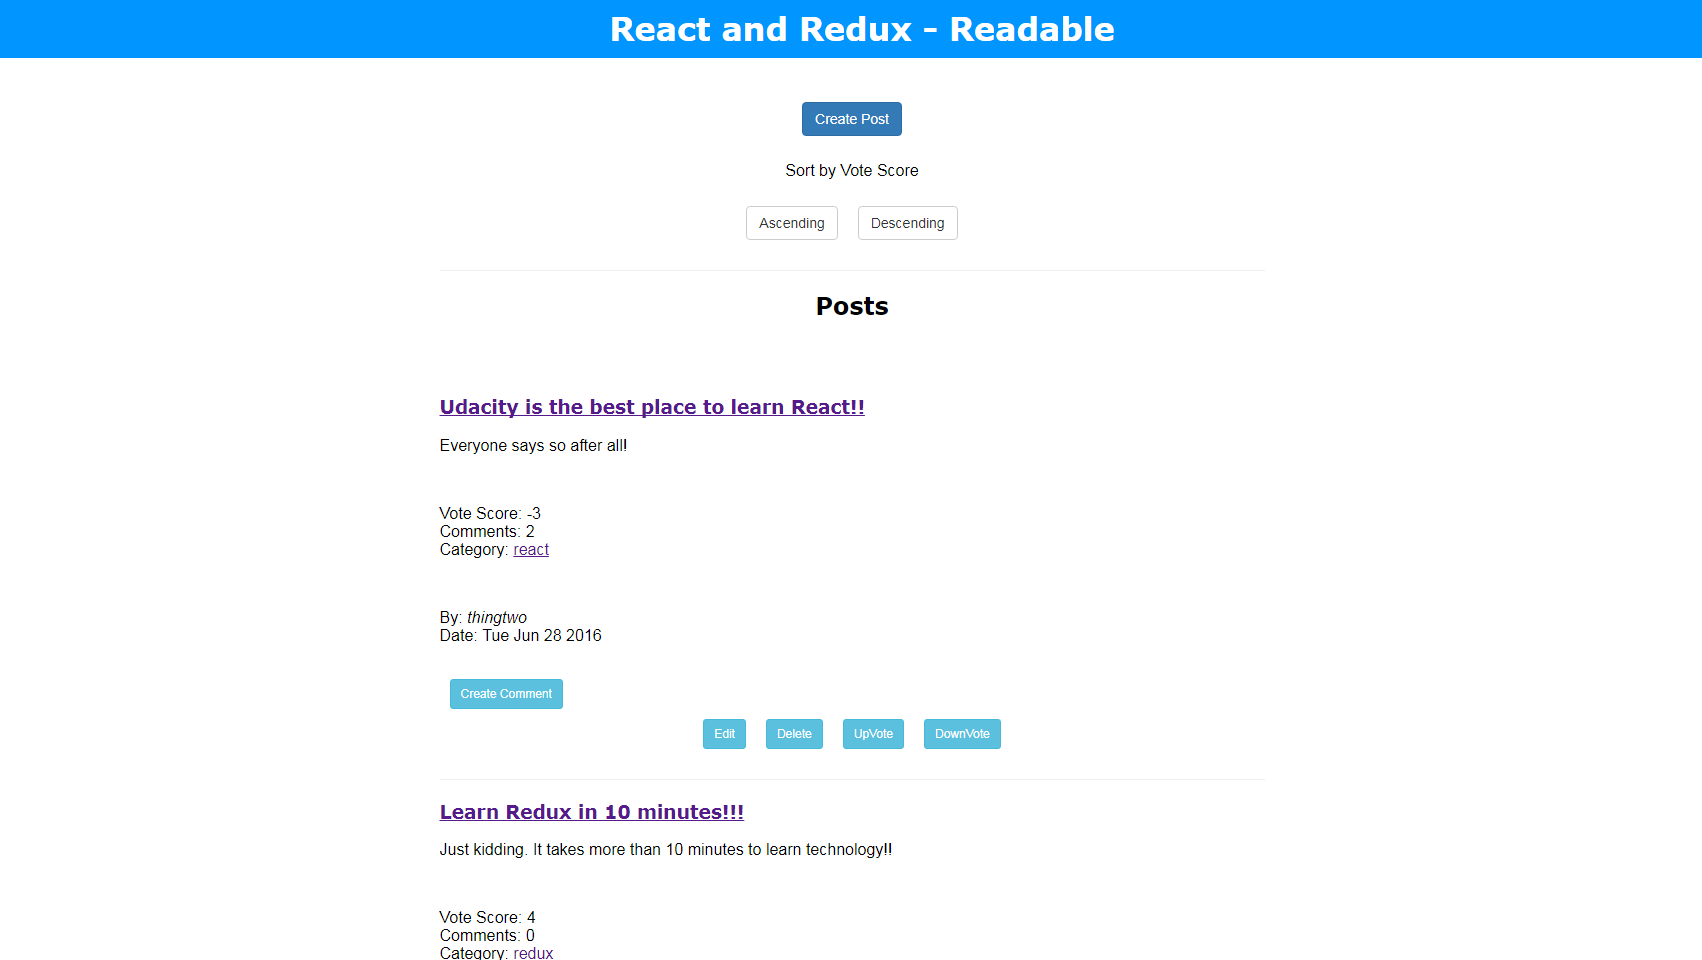 React and Redux - Readable
Create Post
Sort by Vote Score
Ascending Descending
Posts
Udacity is the best place to learn React!!
Everyone says so after all!
Vote Score: -3
Comments: 2
Category: react
By: thingtwo
Date: Tue Jun 28 2016
Create Comment
Edit Delete UpVote DownVote
Learn Redux in 10 minutes!!!
Just kidding. It takes more than 10 minutes to learn technology!!
Vote Score: 4
Comments: 0
Category: redux